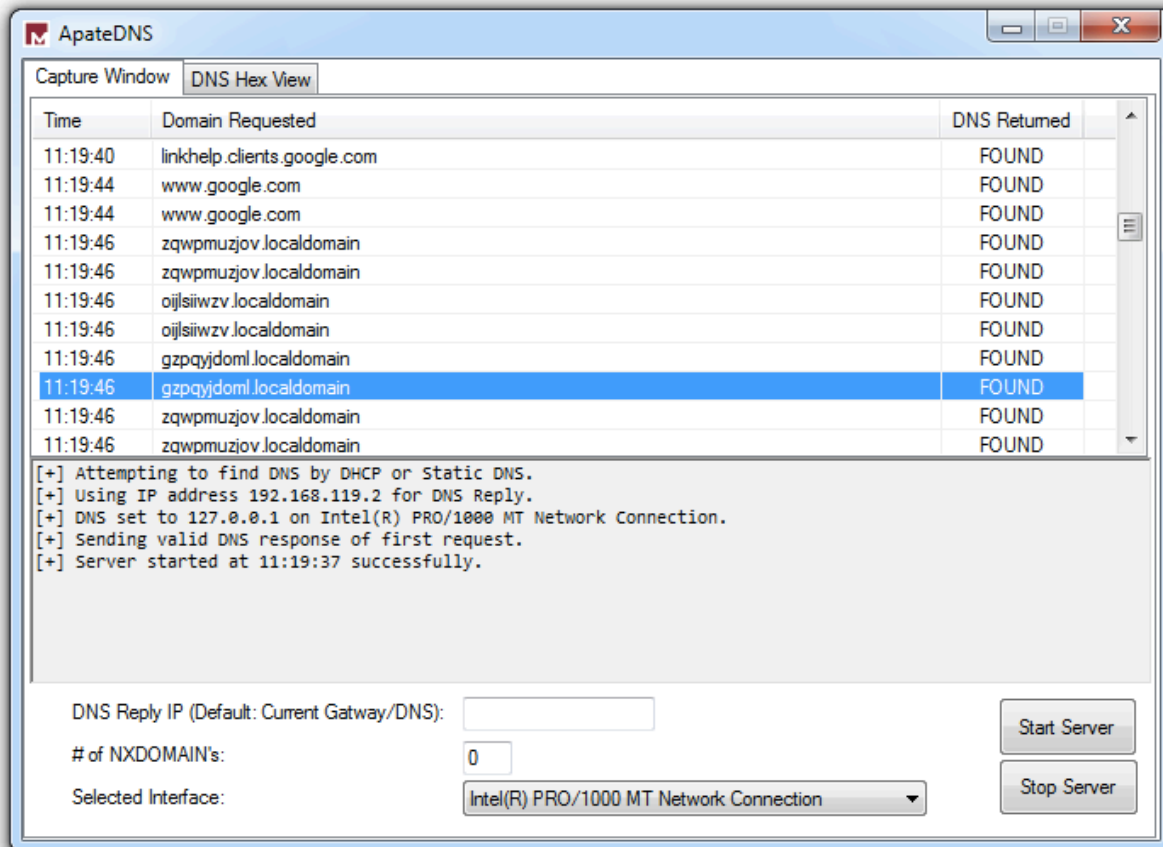 ApateDNS
Capture Window DNS Hex View
Time Domain Requested DNS Returned
11:19:40 linkhelp.clients.google.com FOUND
11:19:44 www.google.com FOUND
11:19:44 www.google.com FOUND
11:19:46 zqwpmuzjov.localdomain FOUND
11:19:46 zqwpmuzjov.localdomain FOUND
11:19:46 oijlsiiwzv.localdomain FOUND
11:19:46 oijlsiiwzv.localdomain FOUND
11:19:46 gzpqyjdoml.localdomain FOUND
11:19:46 gzpqyjdoml.localdomain FOUND
11:19:46 zqwpmuzjov.localdomain FOUND
11:19:46 zqwpmuzjov.localdomain FOUND
[+] Attempting to find DNS by DHCP or Static DNS.
[+] Using IP address 192.168.119.2 for DNS Reply.
[+] DNS set to 127.0.0.1 on Intel(R) PRO/1000 MT Network Connection.
[+] Sending valid DNS response of first request.
[+] Server started at 11:19:37 successfully.
DNS Reply IP (Default: Current Gatway/DNS):
Start Server
# of NXDOMAIN's: 0
Stop Server
Selected Interface: Intel(R) PRO/1000 MT Network Connection